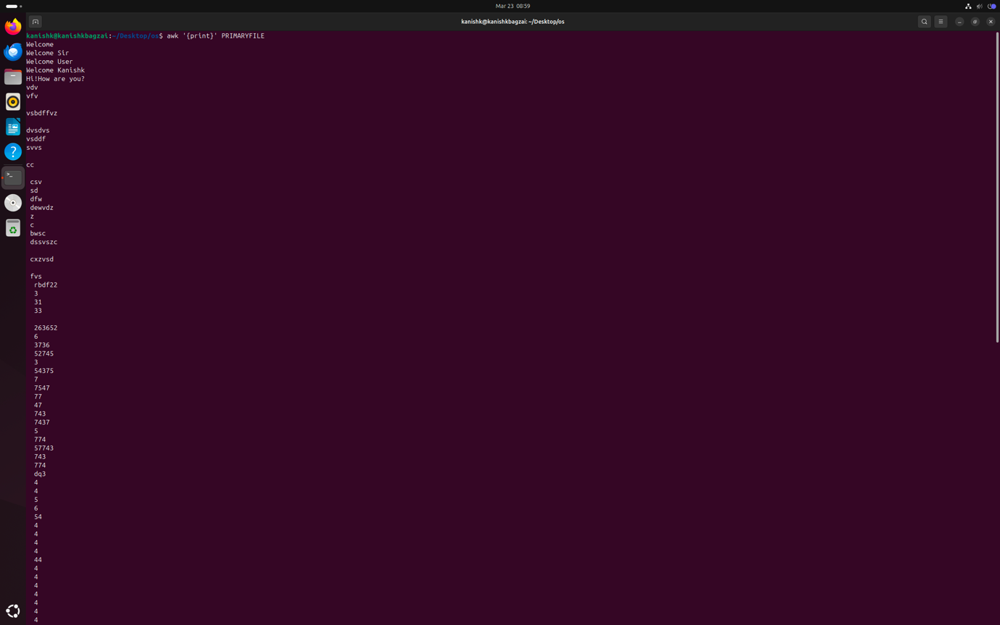 Mar 23 08:59
kanishk@kanishkbagzai: ~/Desktop/os
kanishk@kanishkbagzai:~/Desktop/os$ awk '{print}' PRIMARYFILE
Welcome
Welcome Sir
Welcome User
Welcome Kanishk
Hi!How are you?
vdv
vfv
vsbdffvz
dvsdvs
vsddf
svvs
cc
csv
sd
dfw
dewvdz
z
c
bwsc
dssvszc
cxzvsd
fvs
rbdf22
3
31
33
263652
6
3736
52745
3
54375
7
7547
77
47
743
7437
5
774
57743
743
774
dq3
4
4
5
6
54
4
4
4
4
44
4
4
4
4
4
4
4